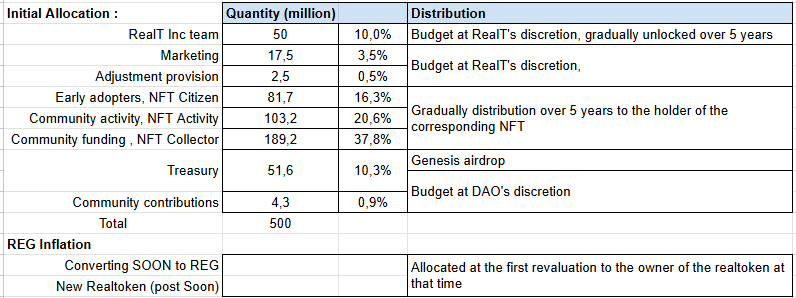 Initial Allocation : Quantity (million) Distribution
RealT Inc team 50 10,0% Budget at RealT's discretion, gradually unlocked over 5 years
Marketing 17,5 3,5% Budget at RealT's discretion,
Adjustment provision 2,5 0,5%
Early adopters, NFT Citizen 81,7 16,3% Gradually distribution over 5 years to the holder of the
Community activity, NFT Activity 103,2 20,6% corresponding NFT
Community funding , NFT Collector 189,2 37,8%
Treasury 51,6 10,3% Genesis airdrop
Budget at DAO's discretion
Community contributions 4,3 0,9%
Total 500
REG Inflation
Converting SOON to REG Allocated at the first revaluation to the owner of the realtoken at
New Realtoken (post Soon) that time